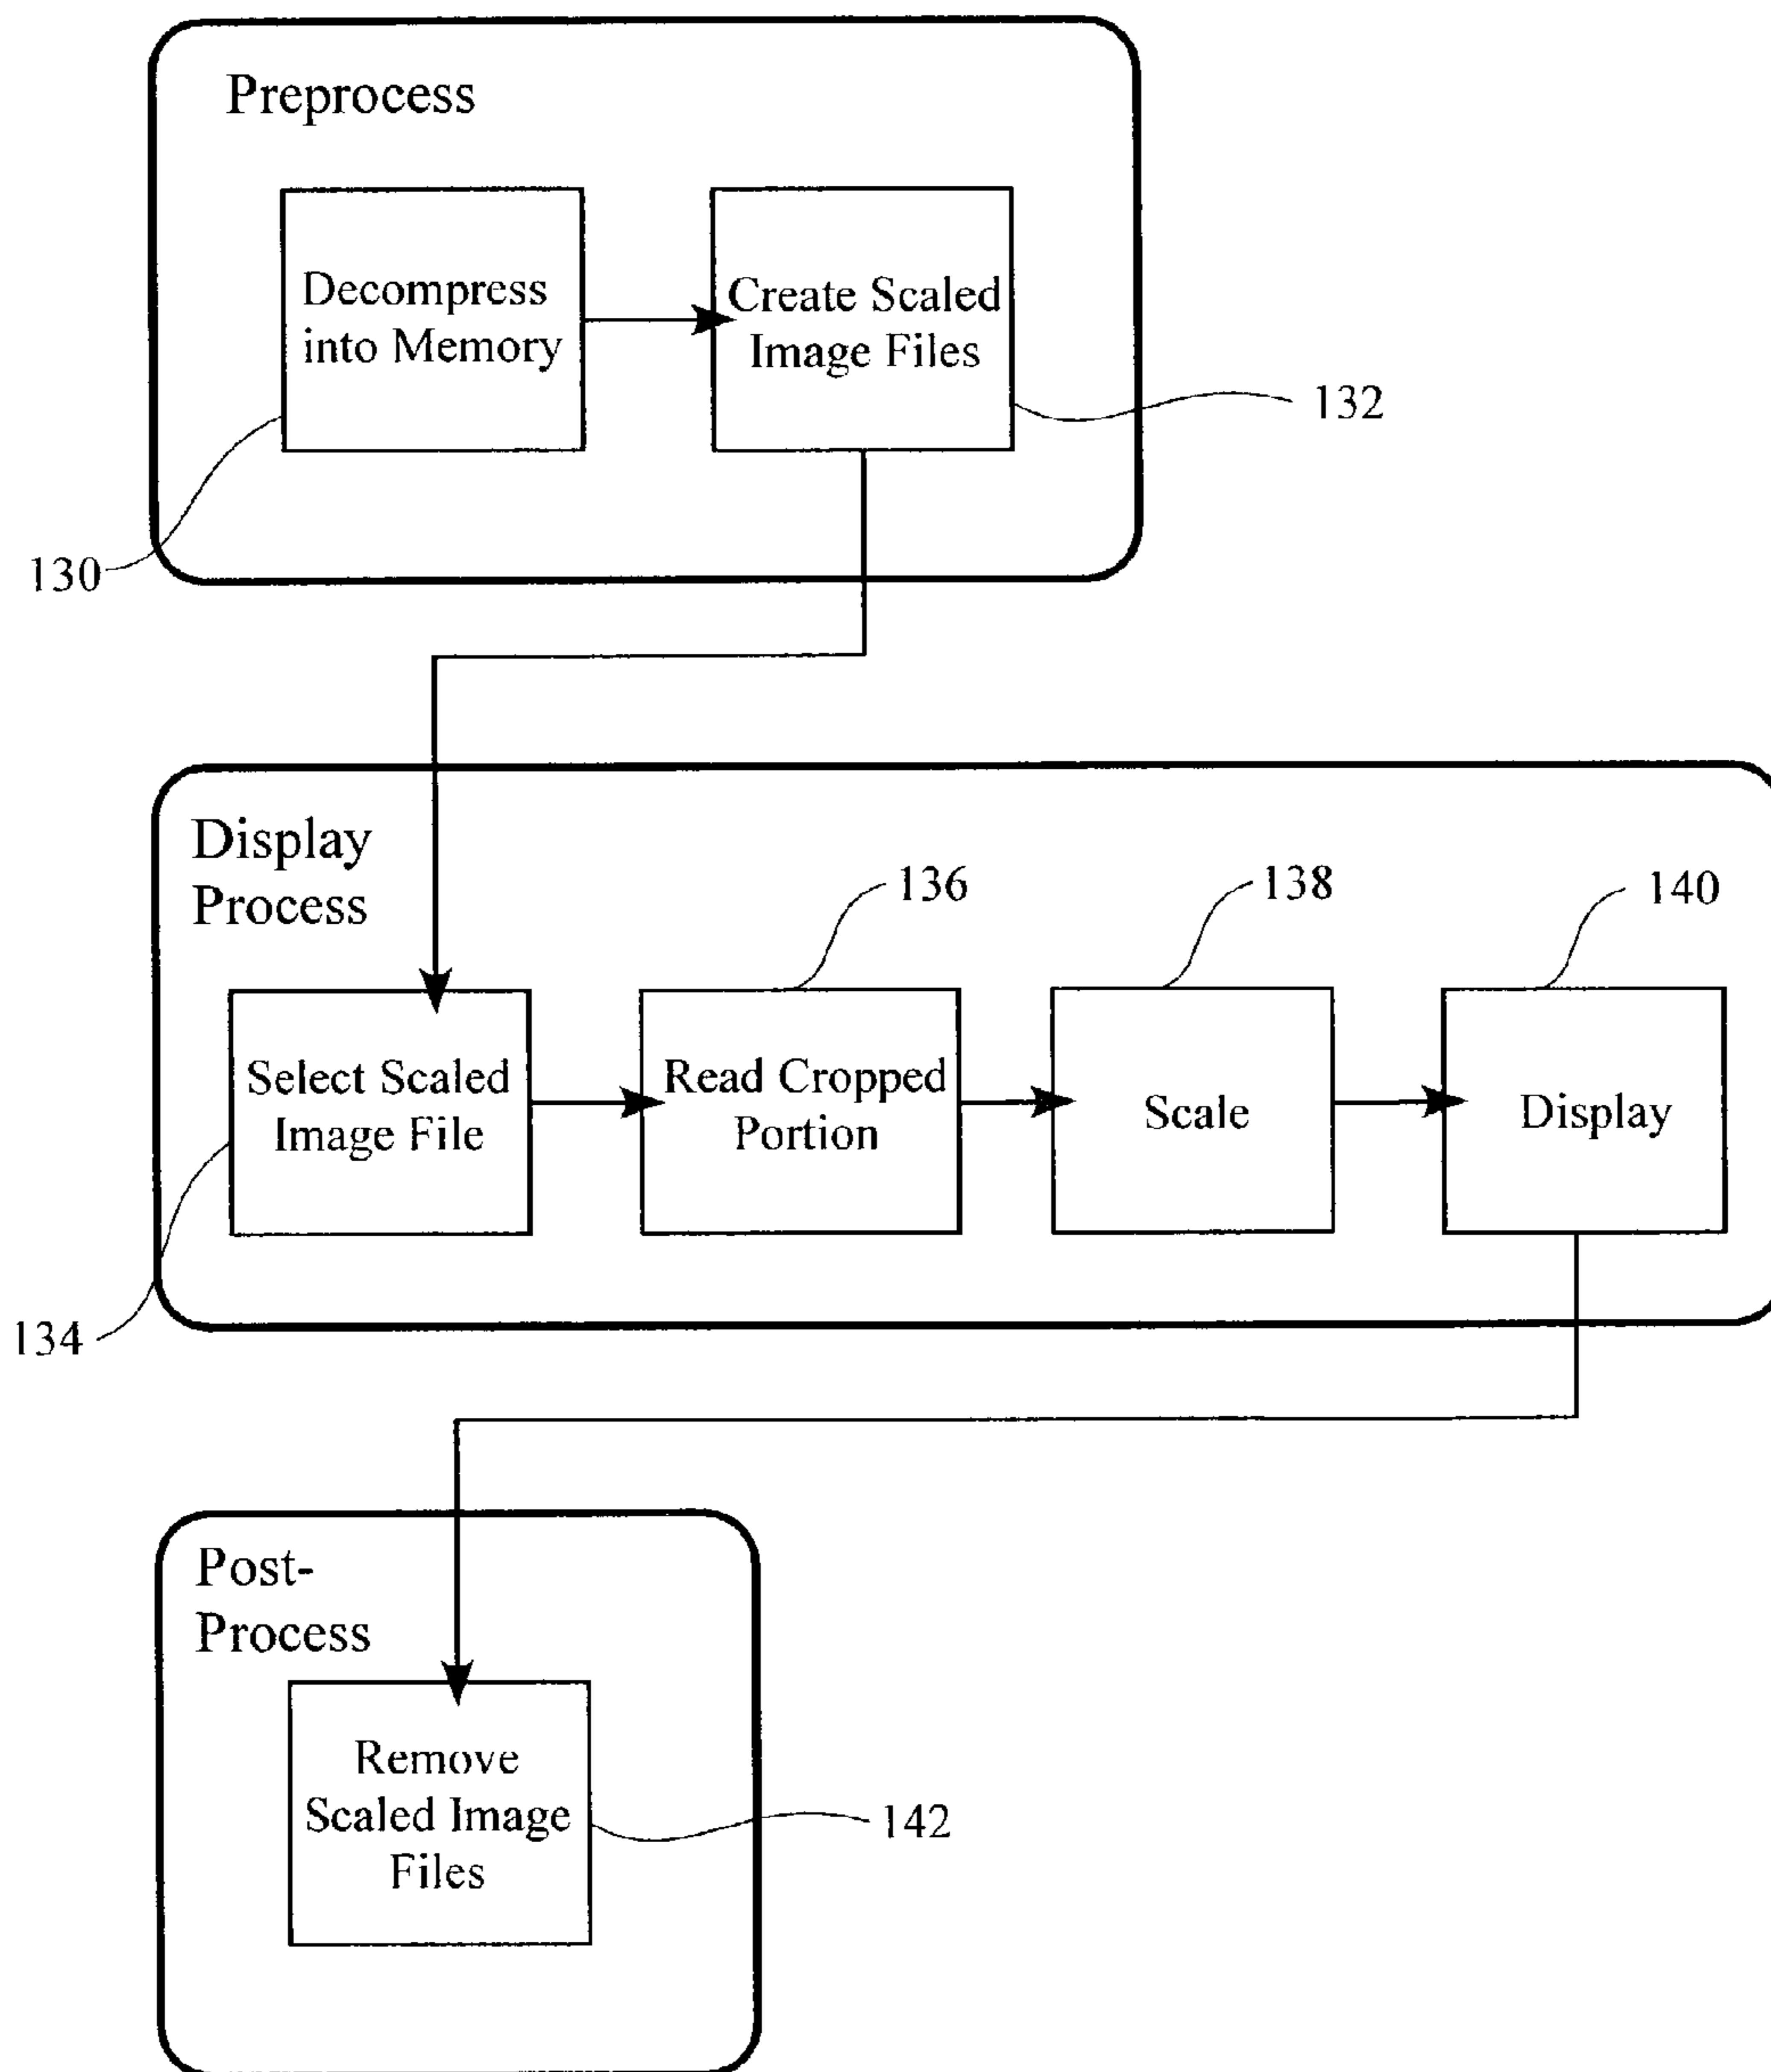 Preprocess
Decompress
into Memory
Create Scaled
Image Files
132
130
Display
Process
136
138
140
Select Scaled
Image File
Read Cropped
Portion
Scale
Display
134
Post-
Process
Remove
Scaled Image
Files
142